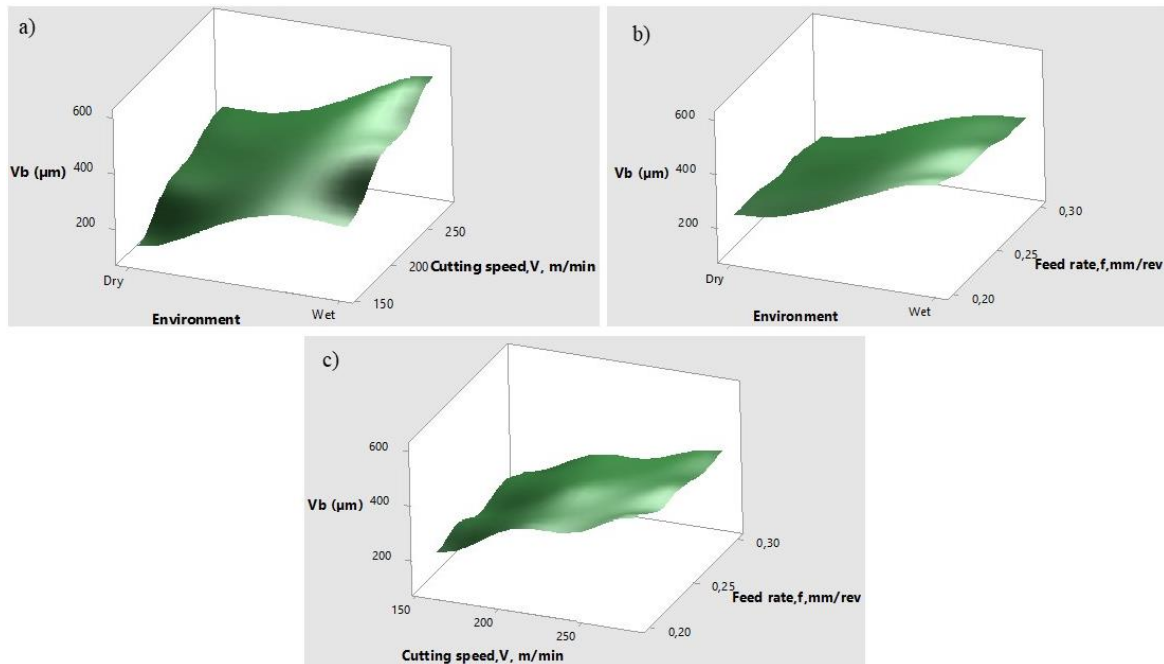 a)
600
400
Vb (µm)
200
Dry
Environment
Wet
150
200
Cutting speed,V, m/min
250
b)
600
400
Vb (µm)
200
Dry
Environment
Wet
0,20
0,25
Feed rate,f,mm/rev
0,30
c)
600
400
Vb (µm)
200
150
200
250
Cutting speed,V, m/min
0,20
0,25
Feed rate,f,mm/rev
0,30